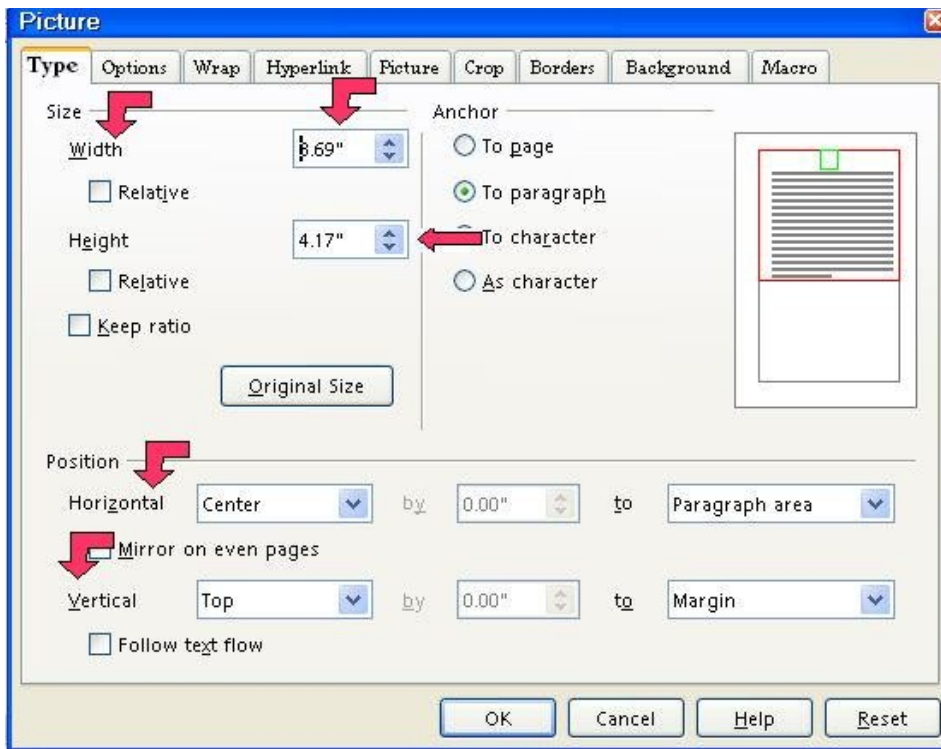 Picture
Type Options Wrap Hyperlink Picture Crop Borders Background Macro
Size Anchor
Width 3.69" To page
Relative To paragraph
Height 4.17" To character
Relative As character
Keep ratio
Original Size
Position
Horizontal Center by 0.00" to Paragraph area
Mirror on even pages
Vertical Top by 0.00" to Margin
Follow text flow
OK Cancel Help Reset